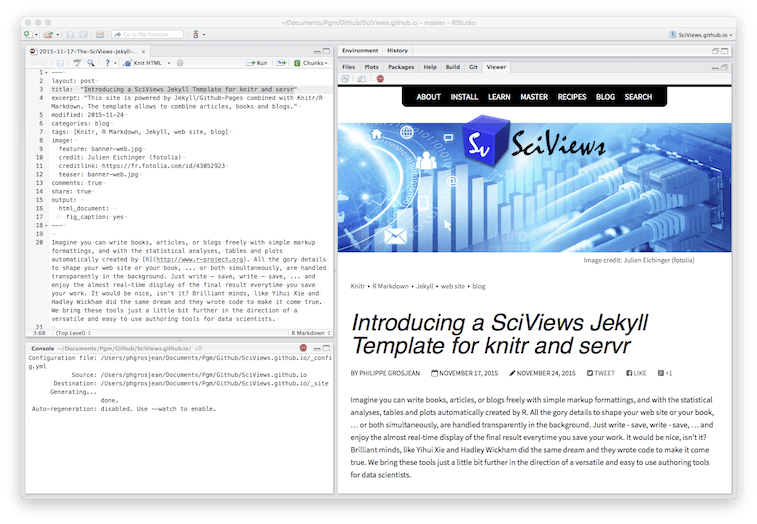 ~/Documents/Pgm/Github/SciViews.github.io - master - RStudio
Go to file/function
SciViews.github.io
2015-11-17-The-SciViews-Jekyll-...
Knit HTML
Run
Chunks
1 ---
2 layout: post
3 title: "Introducing a SciViews Jekyll Template for knitr and servr"
4 excerpt: "This site is powered by Jekyll/Github-Pages combined with Knitr/R
Markdown. The template allows to combine articles, books and blogs."
5 modified: 2015-11-24
6 categories: blog
7 tags: [Knitr, R Markdown, Jekyll, web site, blog]
8 image:
9 feature: banner-web.jpg
10 credit: Julien Eichinger (fotolia)
11 creditlink: https://fr.fotolia.com/id/43052923
12 teaser: banner-web.jpg
13 comments: true
14 share: true
15 output:
16 html_document:
17 fig_caption: yes
18 ---
19
20 Imagine you can write books, articles, or blogs freely with simple markup
formattings, and with the statistical analyses, tables and plots
automatically created by [R](http://www.r-project.org). All the gory details
to shape your web site or your book, ... or both simultaneously, are handled
transparently in the background. Just write - save, write - save, ... and
enjoy the almost real-time display of the final result everytime you save
your work. It would be nice, isn't it? Brilliant minds, like Yihui Xie and
Hadley Wickham did the same dream and they wrote code to make it come true.
We bring these tools just a little bit further in the direction of a
versatile and easy to use authoring tools for data scientists.
21
3:68 (Top Level) R Markdown
Console ~/Documents/Pgm/Github/SciViews.github.io/
Configuration file: /Users/phgrosjean/Documents/Pgm/Github/SciViews.github.io/_confi
g.yml
Source: /Users/phgrosjean/Documents/Pgm/Github/SciViews.github.io
Destination: /Users/phgrosjean/Documents/Pgm/Github/SciViews.github.io/_site
Generating...
done.
Auto-regeneration: disabled. Use --watch to enable.
Environment History
Files Plots Packages Help Build Git Viewer
ABOUT INSTALL LEARN MASTER RECIPES BLOG SEARCH
Sv SciViews
Image credit: Julien Eichinger (fotolia)
Knitr • R Markdown • Jekyll • web site • blog
Introducing a SciViews Jekyll
Template for knitr and servr
BY PHILIPPE GROSJEAN NOVEMBER 17, 2015 NOVEMBER 24, 2015 TWEET LIKE +1
Imagine you can write books, articles, or blogs freely with simple markup formattings, and with the statistical
analyses, tables and plots automatically created by R. All the gory details to shape your web site or your book,
… or both simultaneously, are handled transparently in the background. Just write - save, write - save, … and
enjoy the almost real-time display of the final result everytime you save your work. It would be nice, isn't it?
Brilliant minds, like Yihui Xie and Hadley Wickham did the same dream and they wrote code to make it come
true. We bring these tools just a little bit further in the direction of a versatile and easy to use authoring tools
for data scientists.